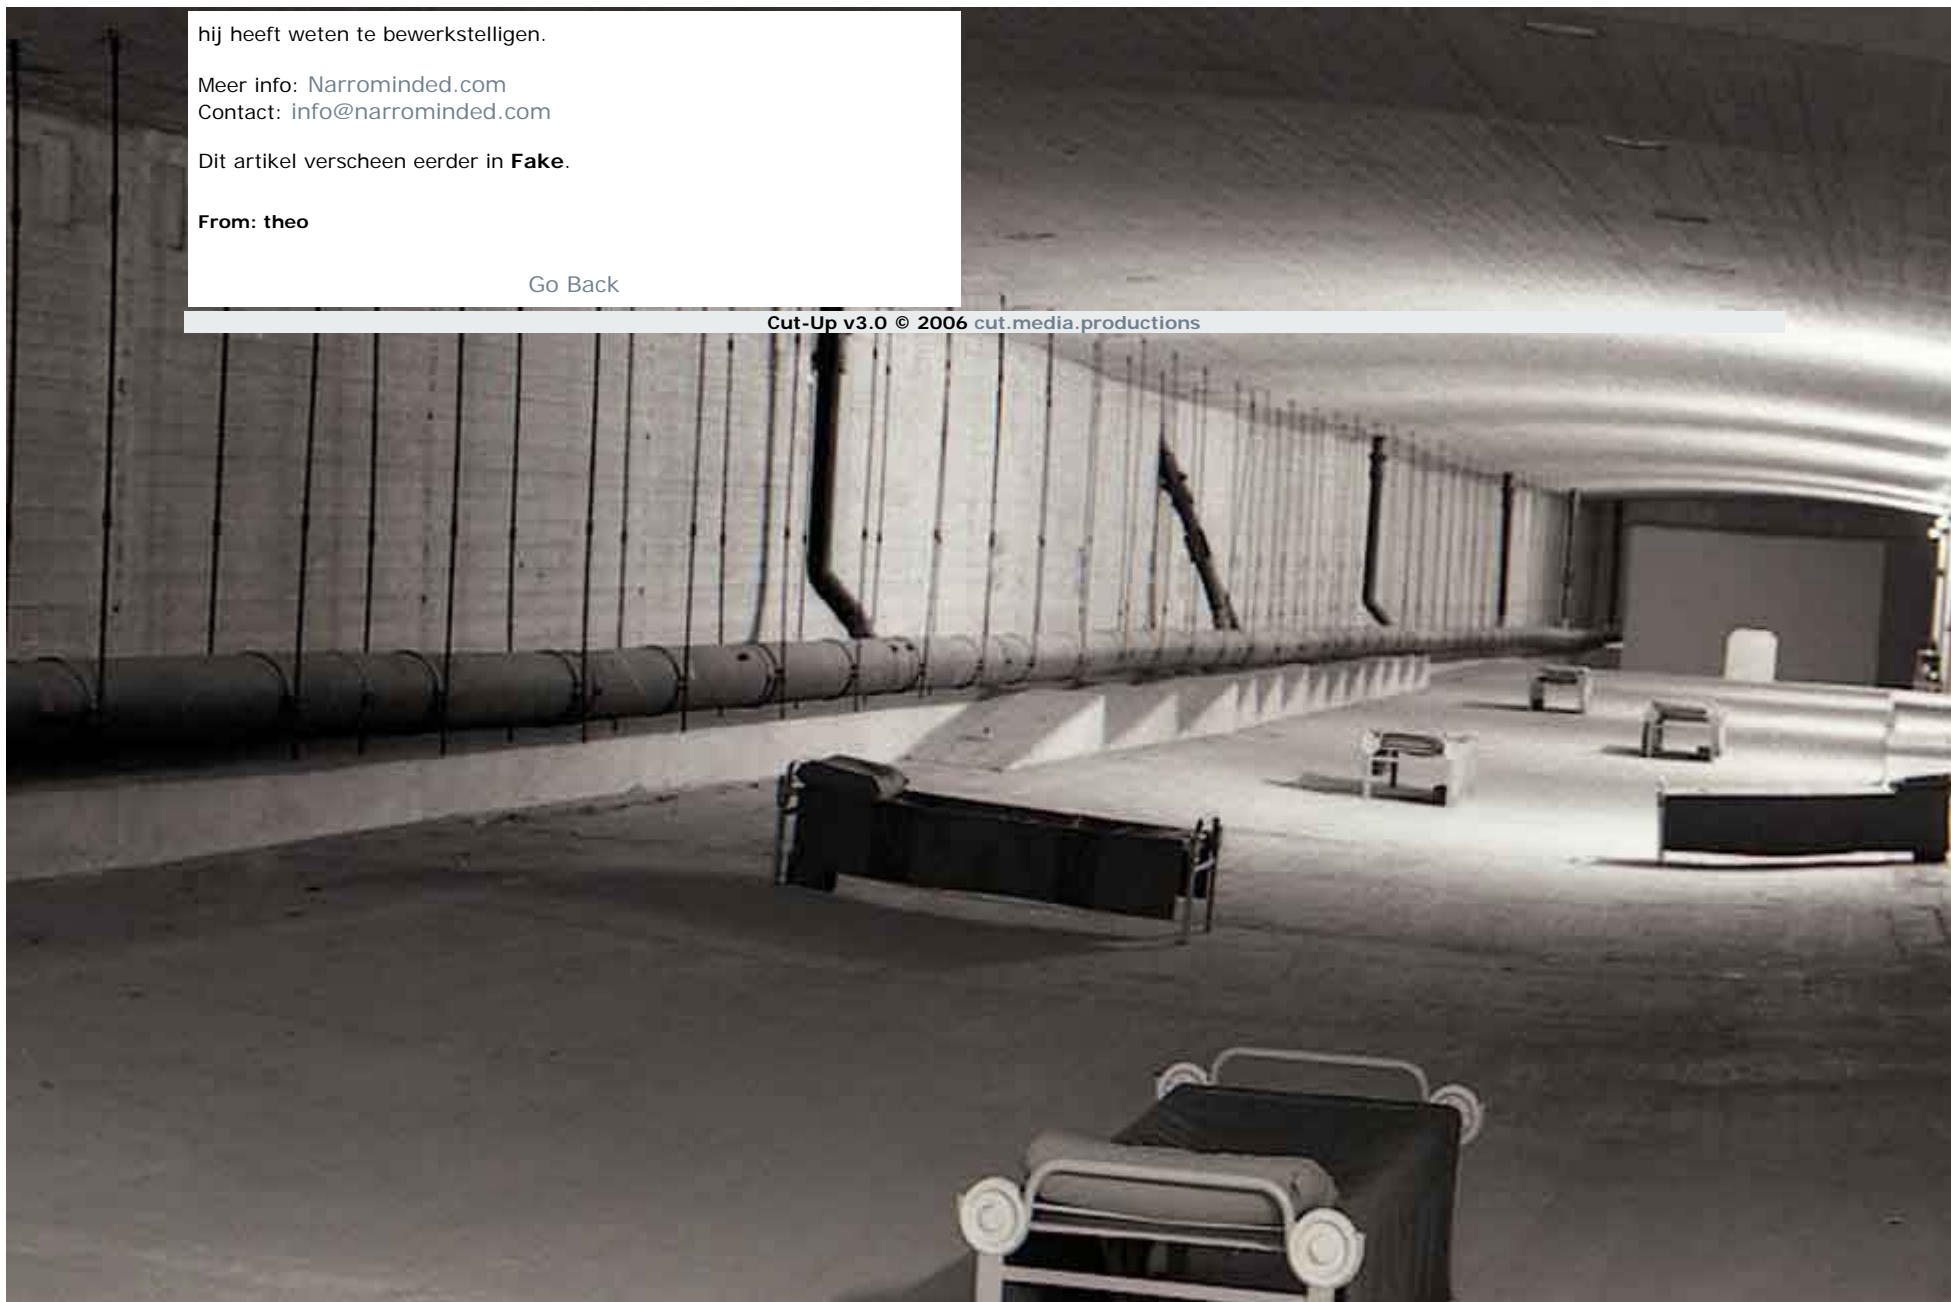 hij heeft weten te bewerkstelligen.
Meer info: Narrominded.com
Contact: info@narrominded.com
Dit artikel verscheen eerder in Fake.
From: theo
Go Back
Cut-Up v3.0 © 2006 cut.media.productions